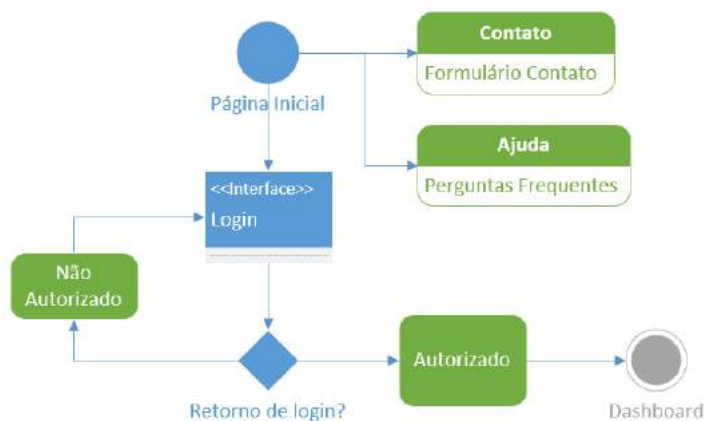 Contato
Formulário Contato
Página Inicial
Ajuda
Perguntas Frequentes
<<Interface>>
Login
Não
Autorizado
Autorizado
Retorno de login?
Dashboard